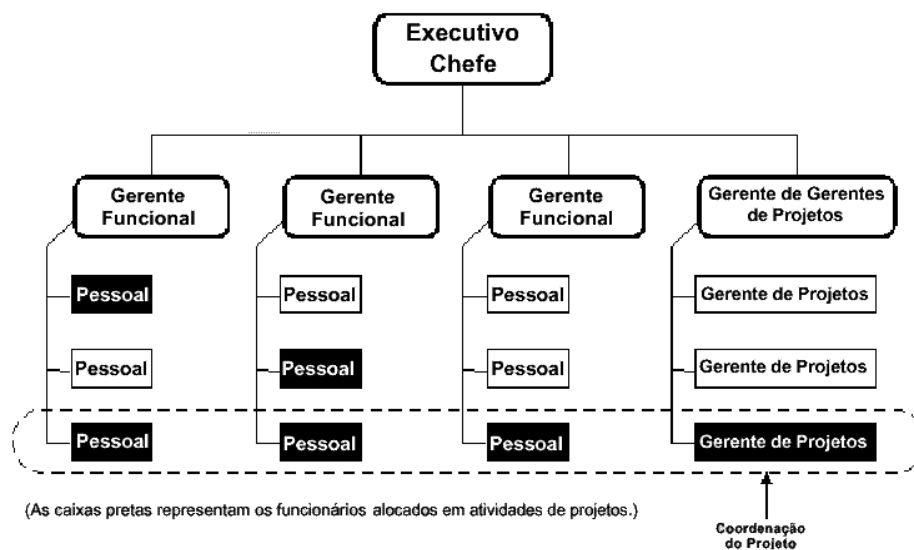 Executivo
Chefe
Gerente
Funcional
Gerente
Funcional
Gerente
Funcional
Gerente de Gerentes
de Projetos
Pessoal
Pessoal
Pessoal
Gerente de Projetos
Pessoal
Pessoal
Pessoal
Gerente de Projetos
Pessoal
Pessoal
Pessoal
Gerente de Projetos
(As caixas pretas representam os funcionários alocados em atividades de projetos.)
Coordenação
do Projeto